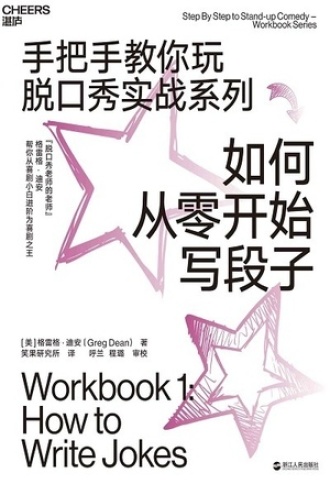 CHEERS
湛庐
Step By Step to Stand-up Comedy –
Workbook Series
手把手教你玩
脱口秀实战系列
『脱口秀老师的老师』
格雷格·迪安
帮你从喜剧小白进阶为喜剧之王
如何
从零开始
写段子
[美]格雷格·迪安(Greg Dean) 著
笑果研究所 译 呼兰 程璐 审校
Workbook 1:
How to
Write Jokes
浙江人民出版社